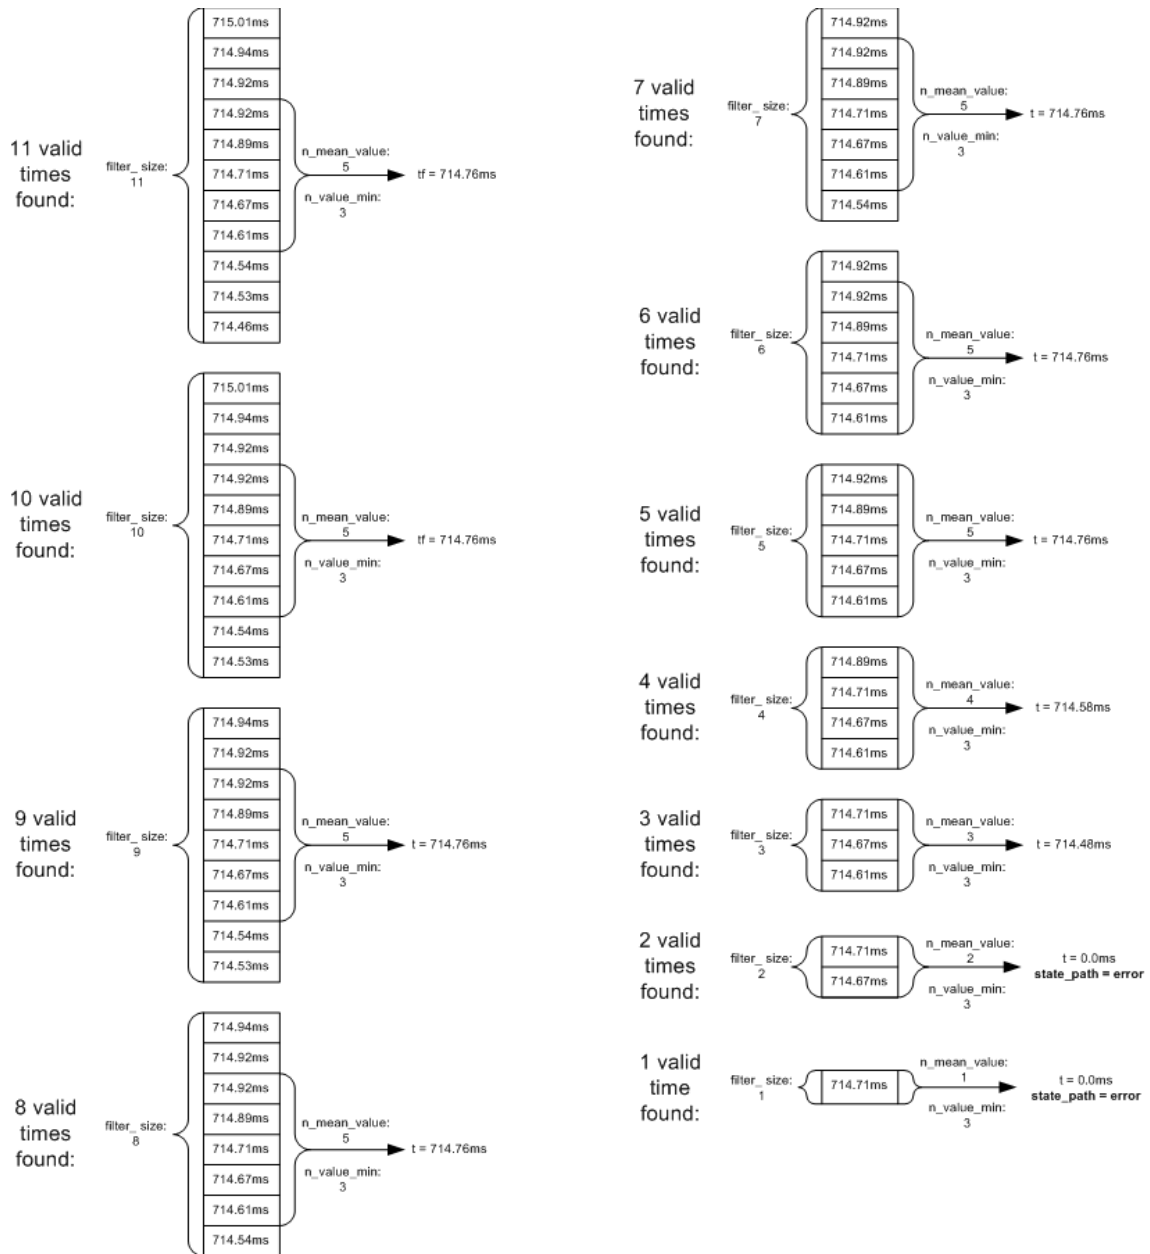 11 valid
times
found:
filter_ size:
11
715.01ms
714.94ms
714.92ms
714.92ms
714.89ms
714.71ms
714.67ms
714.61ms
714.54ms
714.53ms
714.46ms
n_mean_value:
5
n_value_min:
3
tf = 714.76ms
10 valid
times
found:
filter_ size:
10
715.01ms
714.94ms
714.92ms
714.92ms
714.89ms
714.71ms
714.67ms
714.61ms
714.54ms
714.53ms
n_mean_value:
5
n_value_min:
3
tf = 714.76ms
9 valid
times
found:
filter_ size:
9
714.94ms
714.92ms
714.92ms
714.89ms
714.71ms
714.67ms
714.61ms
714.54ms
714.53ms
n_mean_value:
5
n_value_min:
3
t = 714.76ms
8 valid
times
found:
filter_ size:
8
714.94ms
714.92ms
714.92ms
714.89ms
714.71ms
714.67ms
714.61ms
714.54ms
n_mean_value:
5
n_value_min:
3
t = 714.76ms
7 valid
times
found:
filter_ size:
7
714.92ms
714.92ms
714.89ms
714.71ms
714.67ms
714.61ms
714.54ms
n_mean_value:
5
n_value_min:
3
t = 714.76ms
6 valid
times
found:
filter_ size:
6
714.92ms
714.92ms
714.89ms
714.71ms
714.67ms
714.61ms
n_mean_value:
5
n_value_min:
3
t = 714.76ms
5 valid
times
found:
filter_ size:
5
714.92ms
714.89ms
714.71ms
714.67ms
714.61ms
n_mean_value:
5
n_value_min:
3
t = 714.76ms
4 valid
times
found:
filter_ size:
4
714.89ms
714.71ms
714.67ms
714.61ms
n_mean_value:
4
n_value_min:
3
t = 714.58ms
3 valid
times
found:
filter_ size:
3
714.71ms
714.67ms
714.61ms
n_mean_value:
3
n_value_min:
3
t = 714.48ms
2 valid
times
found:
filter_ size:
2
714.71ms
714.67ms
n_mean_value:
2
n_value_min:
3
t = 0.0ms
state_path = error
1 valid
time
found:
filter_ size:
1
714.71ms
n_mean_value:
1
n_value_min:
3
t = 0.0ms
state_path = error